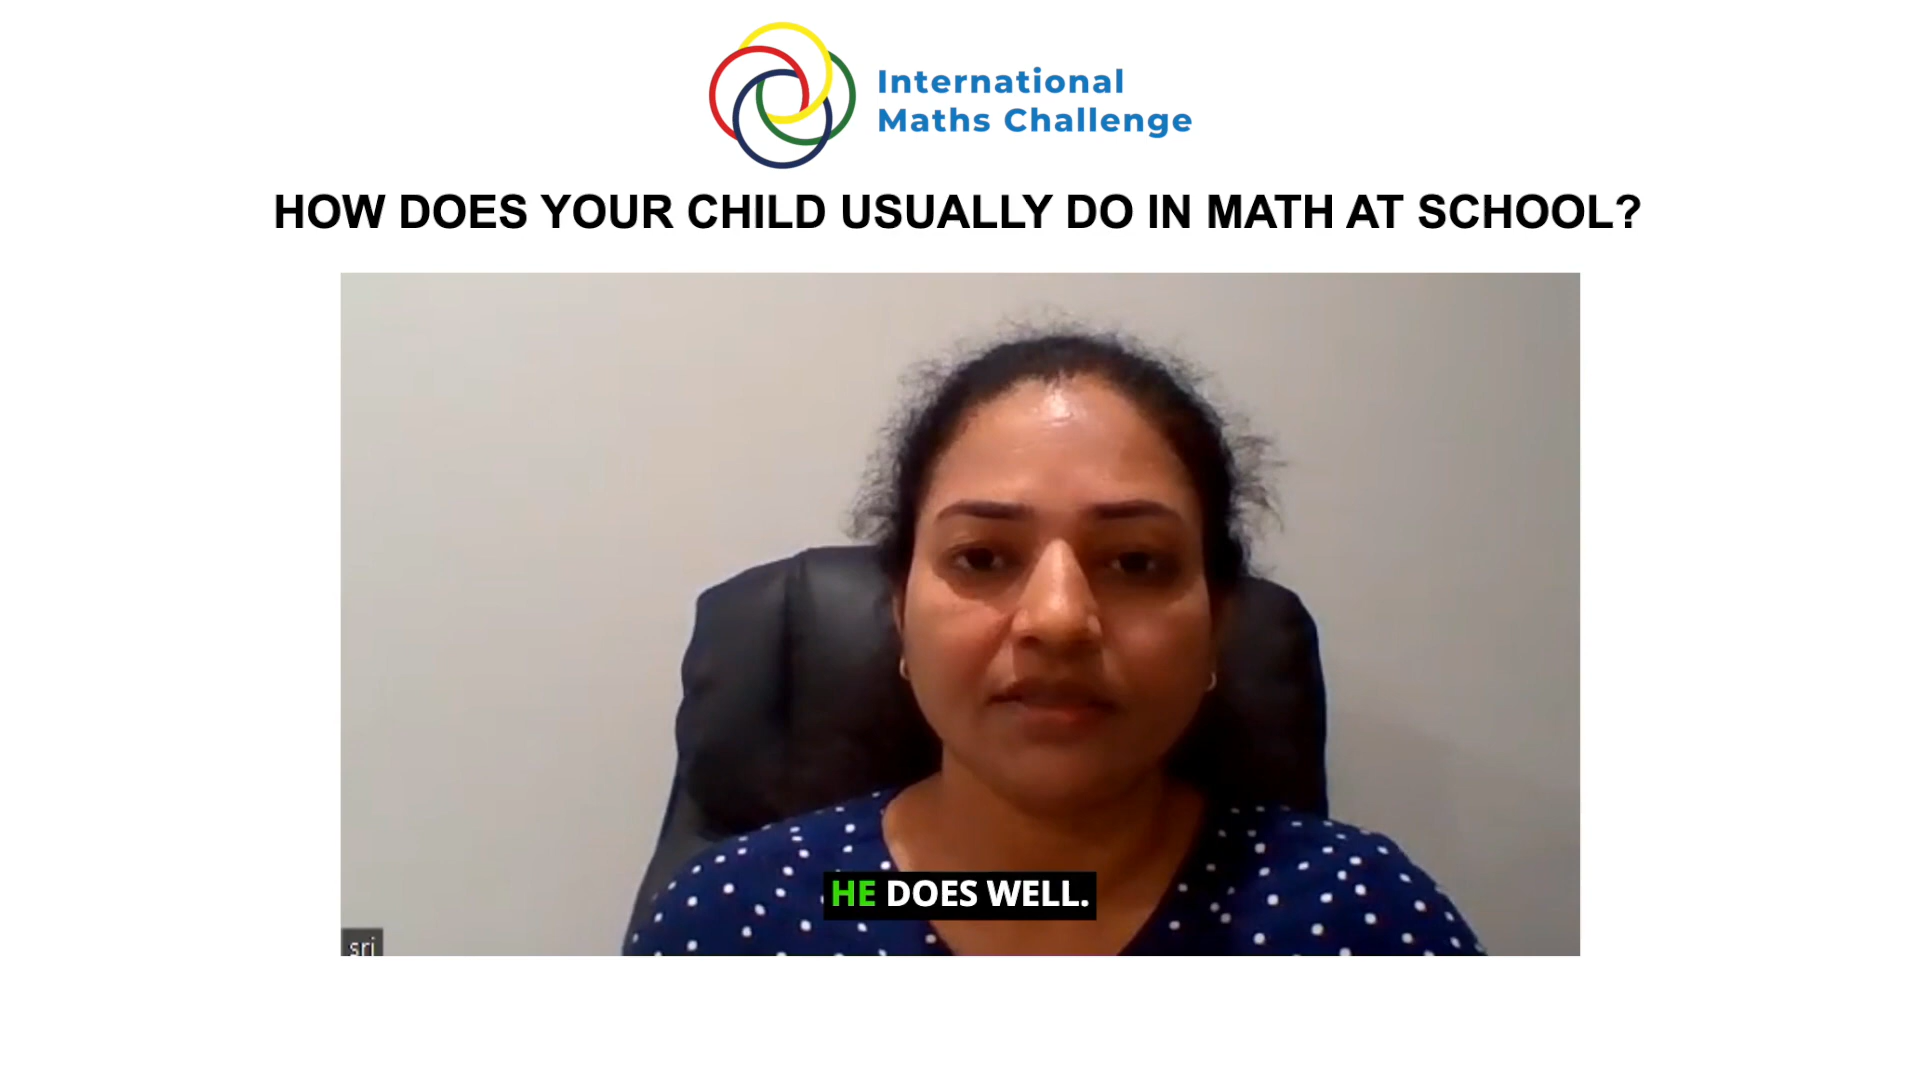 International
Maths Challenge
HOW DOES YOUR CHILD USUALLY DO IN MATH AT SCHOOL?
HE DOES WELL.
sri